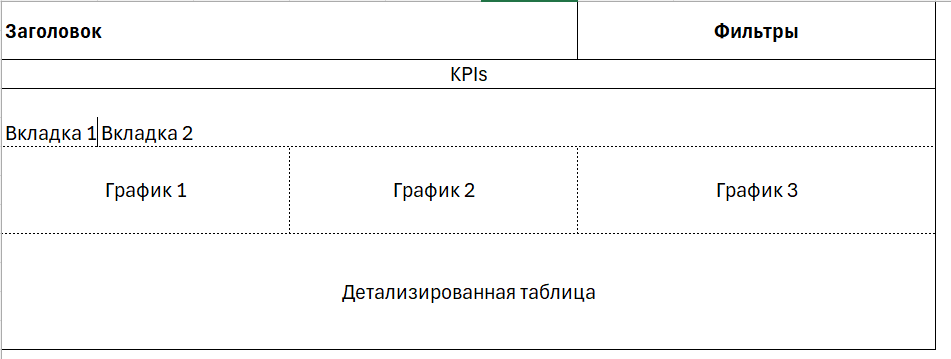 Заголовок
Фильтры
KPIs
Вкладка 1
Вкладка 2
График 1
График 2
График 3
Детализированная таблица